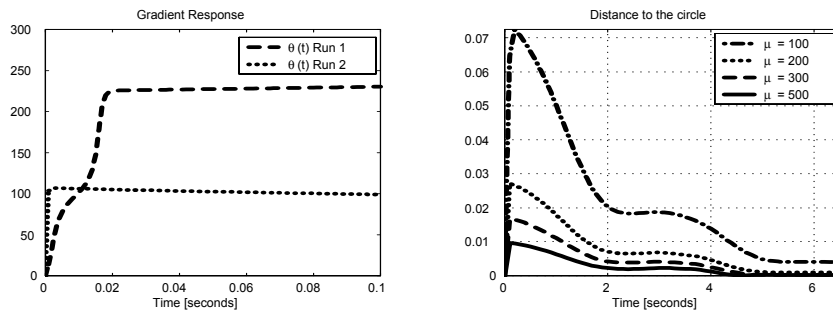 Gradient Response
300
250
200
150
100
50
0
0
0.02
0.04
0.06
0.08
0.1
Time [seconds]
θ (t) Run 1
θ (t) Run 2
Distance to the circle
0.07
0.06
0.05
0.04
0.03
0.02
0.01
0
0
2
4
6
Time [seconds]
μ = 100
μ = 200
μ = 300
μ = 500